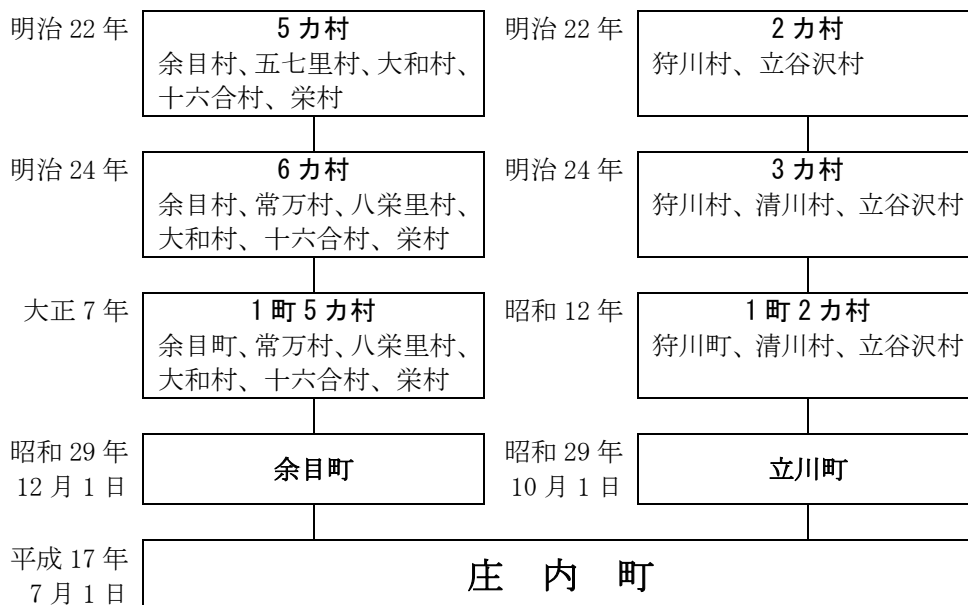 明治 22 年
5 カ村
余目村、五七里村、大和村、
十六合村、栄村
明治 22 年
2 カ村
狩川村、立谷沢村
明治 24 年
6 カ村
余目村、常万村、八栄里村、
大和村、十六合村、栄村
明治 24 年
3 カ村
狩川村、清川村、立谷沢村
大正 7 年
1 町 5 カ村
余目町、常万村、八栄里村、
大和村、十六合村、栄村
昭和 12 年
1 町 2 カ村
狩川町、清川村、立谷沢村
昭和 29 年
12 月 1 日
余目町
昭和 29 年
10 月 1 日
立川町
平成 17 年
7 月 1 日
庄 内 町